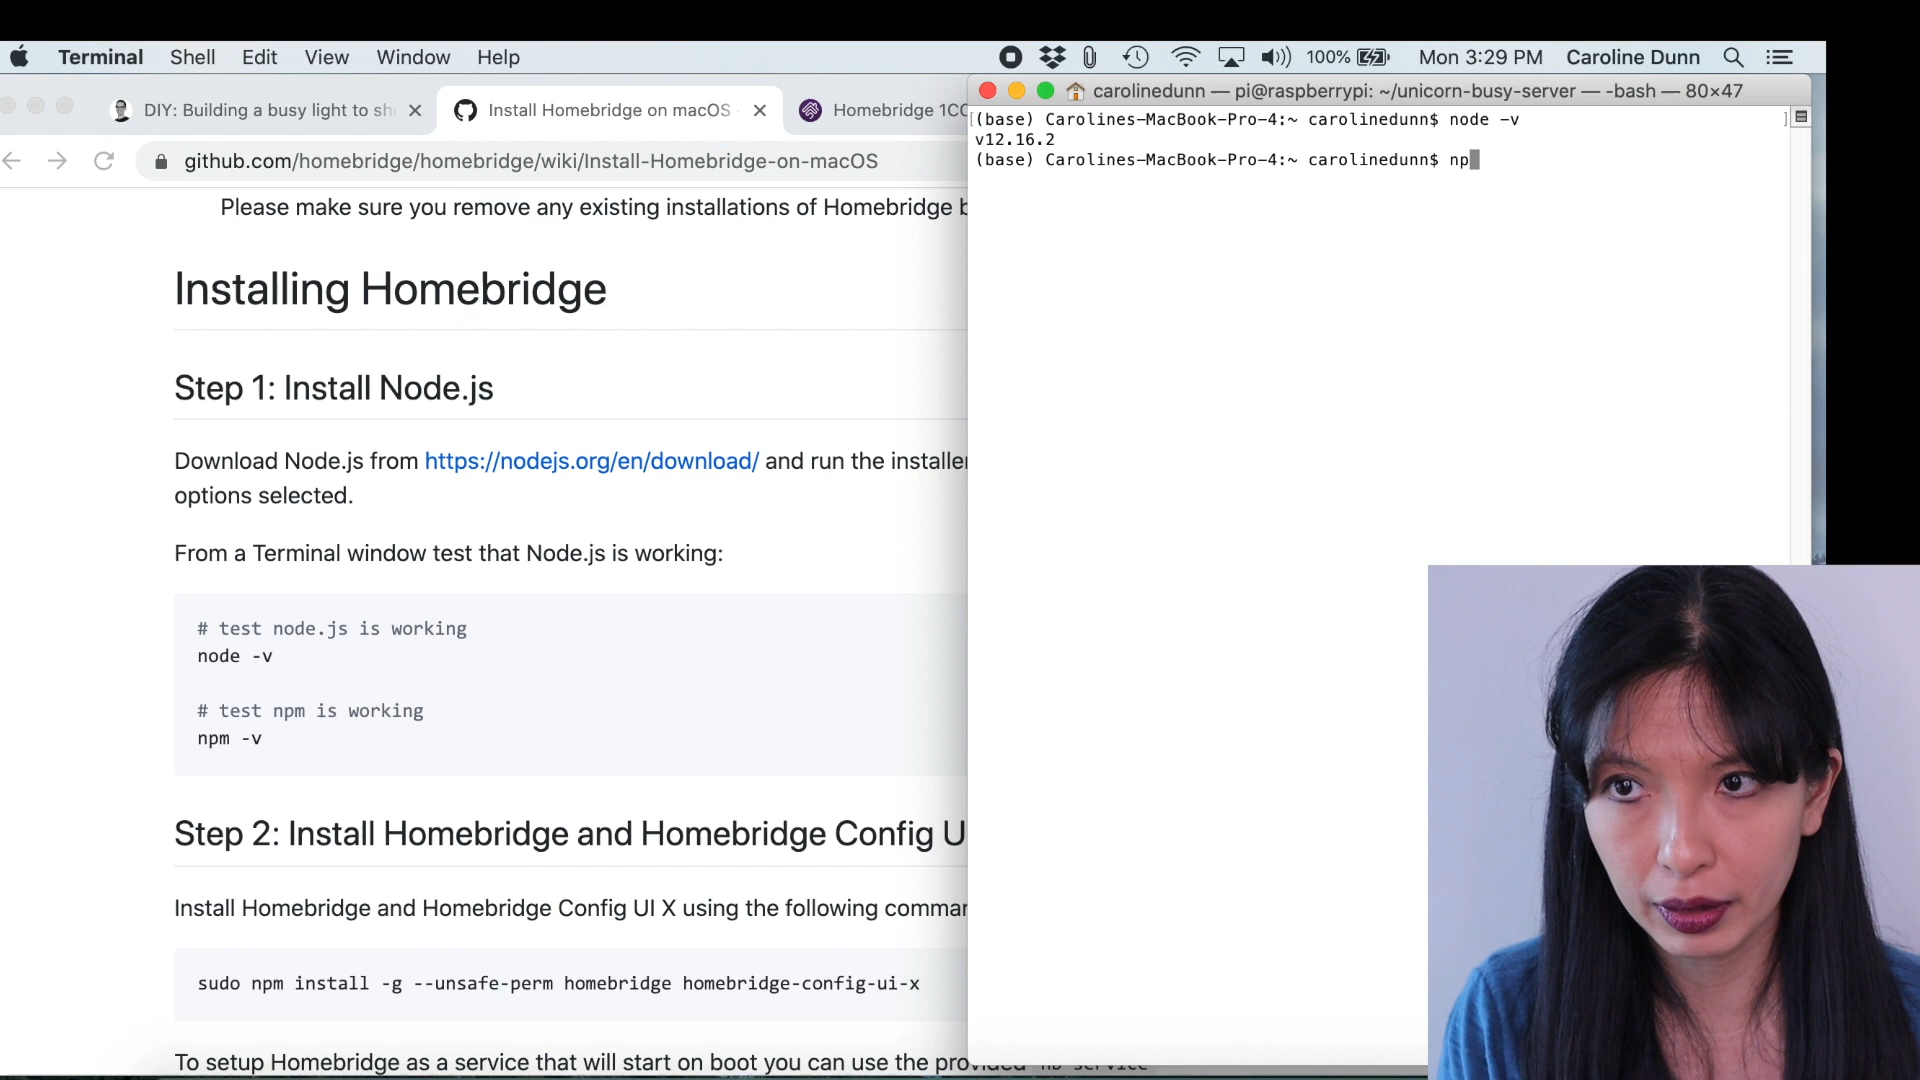 Terminal Shell Edit View Window Help 100% Mon 3:29 PM Caroline Dunn
DIY: Building a busy light to sh
Install Homebridge on macOS
Homebridge 1CC
github.com/homebridge/homebridge/wiki/Install-Homebridge-on-macOS
Please make sure you remove any existing installations of Homebridge b
Installing Homebridge
Step 1: Install Node.js
Download Node.js from https://nodejs.org/en/download/ and run the installer
options selected.
From a Terminal window test that Node.js is working:
# test node.js is working
node -v
# test npm is working
npm -v
Step 2: Install Homebridge and Homebridge Config U
Install Homebridge and Homebridge Config UI X using the following comman
sudo npm install -g --unsafe-perm homebridge homebridge-config-ui-x
To setup Homebridge as a service that will start on boot you can use the provided hb-service
carolinedunn — pi@raspberrypi: ~/unicorn-busy-server — -bash — 80×47
[(base) Carolines-MacBook-Pro-4:~ carolinedunn$ node -v ]
v12.16.2
(base) Carolines-MacBook-Pro-4:~ carolinedunn$ np